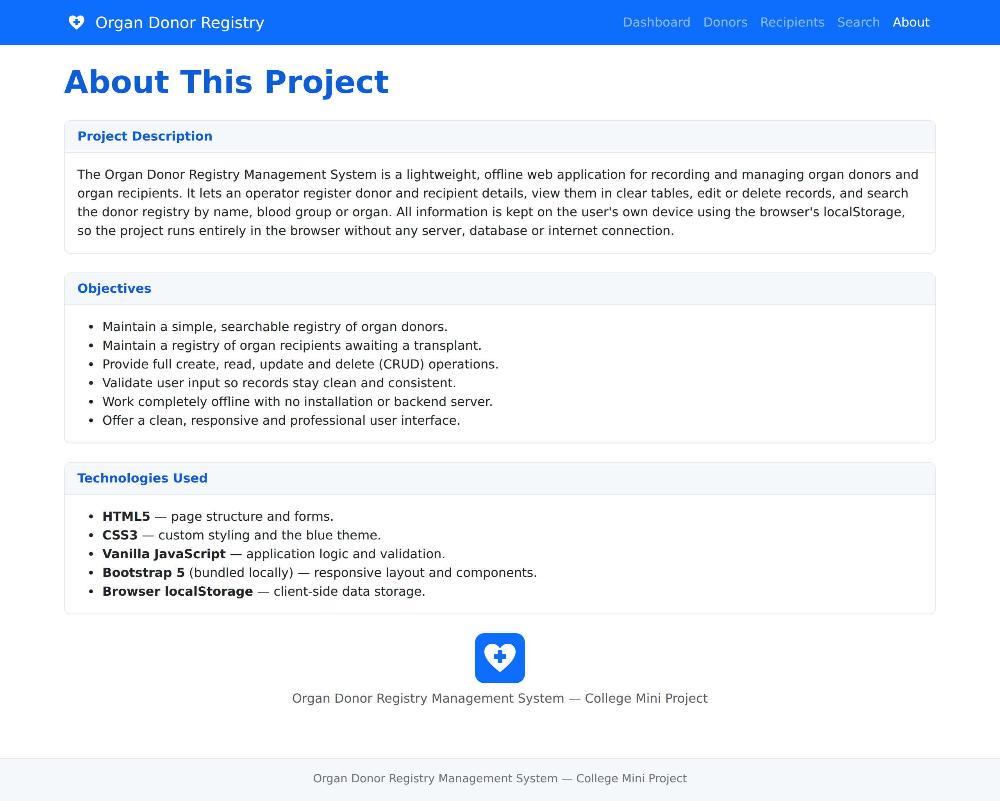 Organ Donor Registry
Dashboard Donors Recipients Search About
About This Project
Project Description
The Organ Donor Registry Management System is a lightweight, offline web application for recording and managing organ donors and
organ recipients. It lets an operator register donor and recipient details, view them in clear tables, edit or delete records, and search
the donor registry by name, blood group or organ. All information is kept on the user's own device using the browser's localStorage,
so the project runs entirely in the browser without any server, database or internet connection.
Objectives
• Maintain a simple, searchable registry of organ donors.
• Maintain a registry of organ recipients awaiting a transplant.
• Provide full create, read, update and delete (CRUD) operations.
• Validate user input so records stay clean and consistent.
• Work completely offline with no installation or backend server.
• Offer a clean, responsive and professional user interface.
Technologies Used
• HTML5 — page structure and forms.
• CSS3 — custom styling and the blue theme.
• Vanilla JavaScript — application logic and validation.
• Bootstrap 5 (bundled locally) — responsive layout and components.
• Browser localStorage — client-side data storage.
Organ Donor Registry Management System — College Mini Project
Organ Donor Registry Management System — College Mini Project